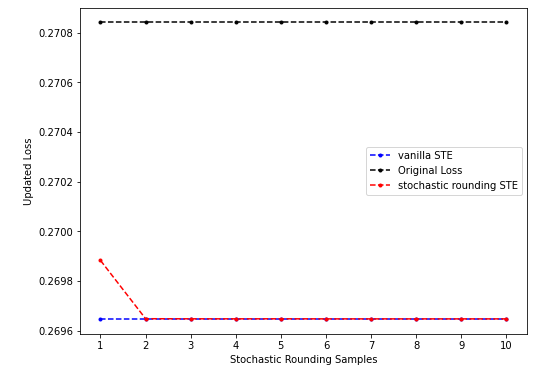 0.2708
0.2706
0.2704
0.2702
0.2700
0.2698
0.2696
Updated Loss
vanilla STE
Original Loss
stochastic rounding STE
1 2 3 4 5 6 7 8 9 10
Stochastic Rounding Samples